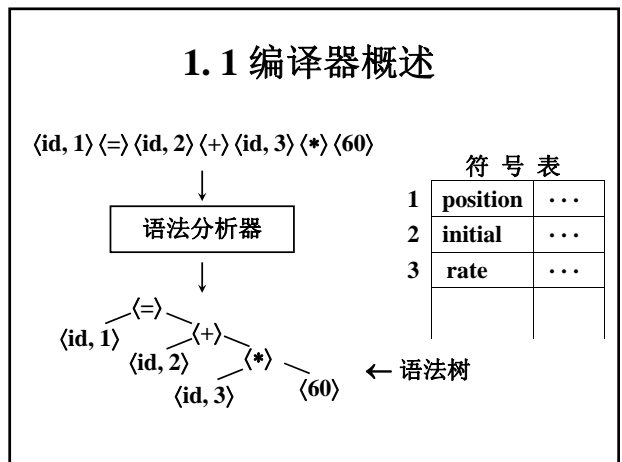 1. 1 编译器概述
⟨id, 1⟩ ⟨=⟩ ⟨id, 2⟩ ⟨+⟩ ⟨id, 3⟩ ⟨*⟩ ⟨60⟩
语法分析器
⟨=⟩
⟨id, 1⟩ ⟨+⟩
⟨id, 2⟩ ⟨*⟩
⟨id, 3⟩ ⟨60⟩
← 语法树
符 号 表
1 position ···
2 initial ···
3 rate ···